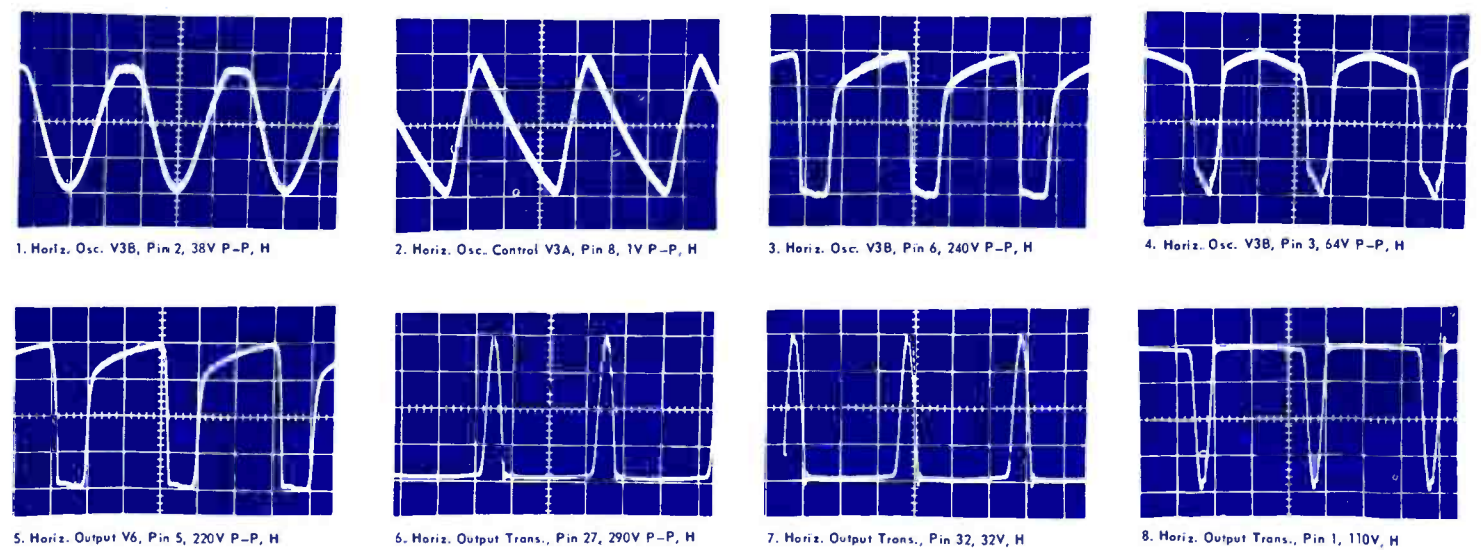 1. Horiz. Osc. V3B, Pin 2, 38V P-P, H
2. Horiz. Osc. Control V3A, Pin 8, 1V P-P, H
3. Horiz. Osc. V3B, Pin 6, 240V P-P, H
4. Horiz. Osc. V3B, Pin 3, 64V P-P, H
5. Horiz. Output V6, Pin 5, 220V P-P, H
6. Horiz. Output Trans., Pin 27, 290V P-P, H
7. Horiz. Output Trans., Pin 32, 32V, H
8. Horiz. Output Trans., Pin 1, 110V, H